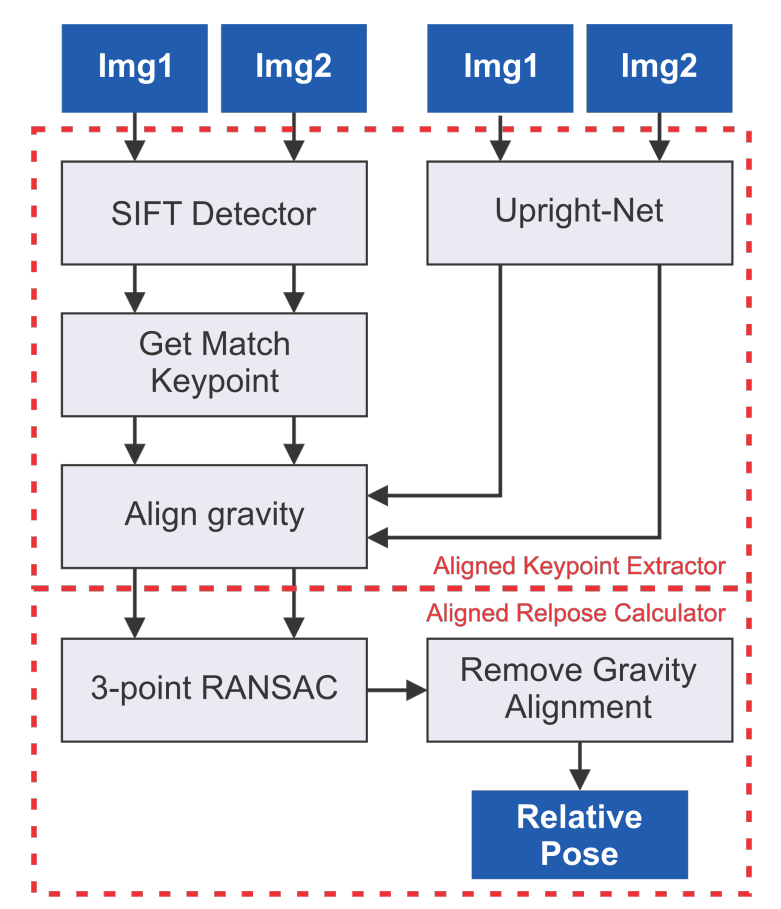 Img1
Img2
Img1
Img2
SIFT Detector
Upright-Net
Get Match
Keypoint
Align gravity
Aligned Keypoint Extractor
Aligned Relpose Calculator
3-point RANSAC
Remove Gravity
Alignment
Relative
Pose